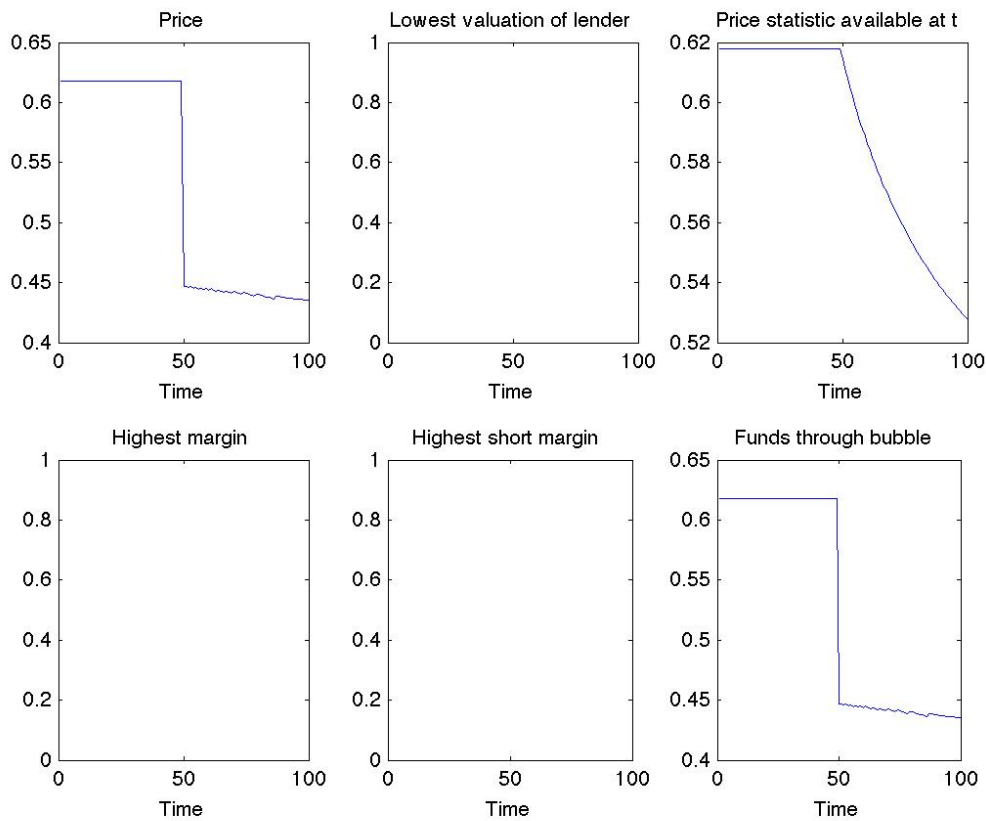 Price
0.65
0.6
0.55
0.5
0.45
0.4
0 50 100
Time
Lowest valuation of lender
1
0.8
0.6
0.4
0.2
0
0 50 100
Time
Price statistic available at t
0.62
0.6
0.58
0.56
0.54
0.52
0 50 100
Time
Highest margin
1
0.8
0.6
0.4
0.2
0
0 50 100
Time
Highest short margin
1
0.8
0.6
0.4
0.2
0
0 50 100
Time
Funds through bubble
0.65
0.6
0.55
0.5
0.45
0.4
0 50 100
Time